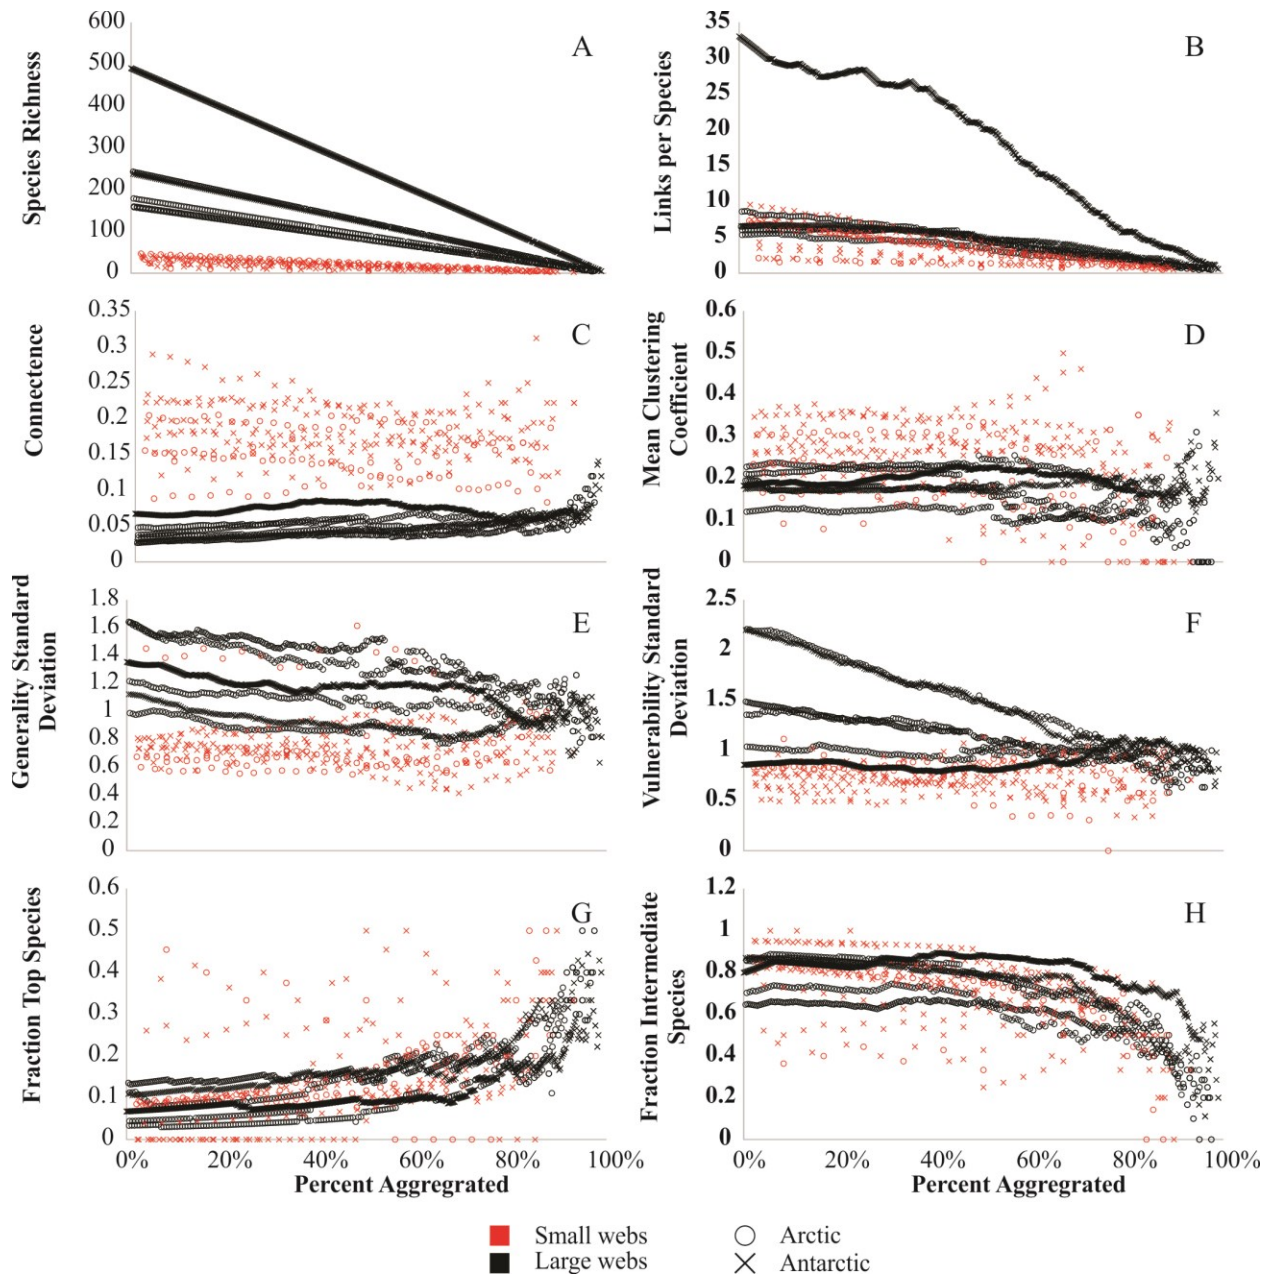 A
Species Richness
600
500
400
300
200
100
0
B
Links per Species
35
30
25
20
15
10
5
0
C
Connectence
0.35
0.3
0.25
0.2
0.15
0.1
0.05
0
D
Mean Clustering
Coefficient
0.6
0.5
0.4
0.3
0.2
0.1
0
E
Generality Standard
Deviation
1.8
1.6
1.4
1.2
1
0.8
0.6
0.4
0.2
0
F
Vulnerability Standard
Deviation
2.5
2
1.5
1
0.5
0
G
Fraction Top Species
0.6
0.5
0.4
0.3
0.2
0.1
0
0% 20% 40% 60% 80% 100%
Percent Aggregrated
H
Fraction Intermediate
Species
1.2
1
0.8
0.6
0.4
0.2
0
0% 20% 40% 60% 80% 100%
Percent Aggregrated
Small webs
Large webs
Arctic
Antarctic